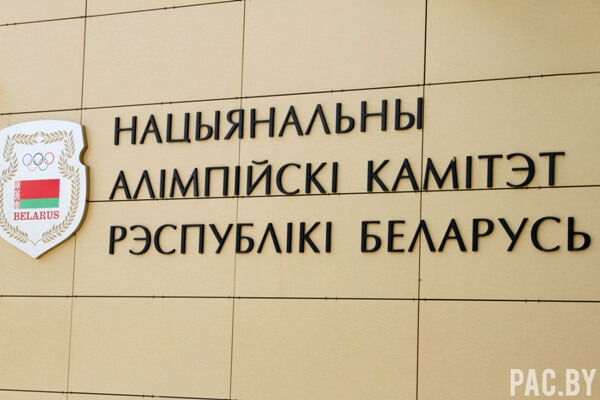 НАЦЫЯНАЛЬНЫ
АЛІМПІЙСКІ КАМІТЭТ
РЭСПУБЛІКІ БЕЛАРУСЬ
BELARUS
PAC.BY